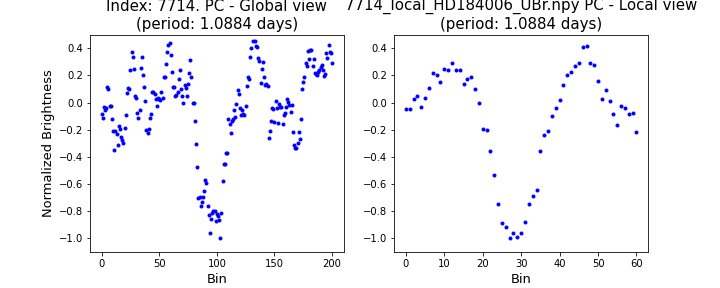 Index: 7714. PC - Global view
(period: 1.0884 days)
7714_local_HD184006_UBr.npy PC - Local view
(period: 1.0884 days)
Normalized Brightness
0.4
0.2
0.0
−0.2
−0.4
−0.6
−0.8
−1.0
0 50 100 150 200
Bin
0.4
0.2
0.0
−0.2
−0.4
−0.6
−0.8
−1.0
0 10 20 30 40 50 60
Bin